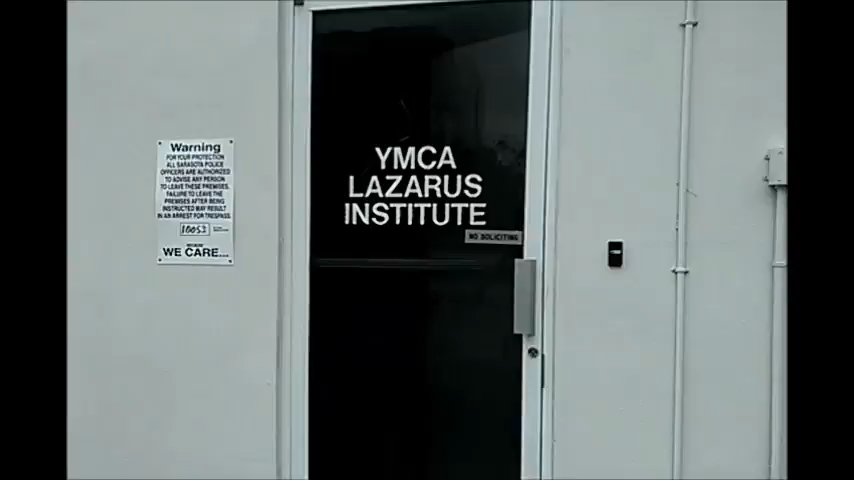 Warning
FOR YOUR PROTECTION
ALL SARASOTA POLICE
OFFICERS ARE AUTHORIZED
TO ADVISE ANY PERSON
TO LEAVE THESE PREMISES.
FAILURE TO LEAVE THE
PREMISES AFTER BEING
INSTRUCTED MAY RESULT
IN AN ARREST FOR TRESPASS.
10053
BECAUSE
WE CARE...
YMCA
LAZARUS
INSTITUTE
NO SOLICITING